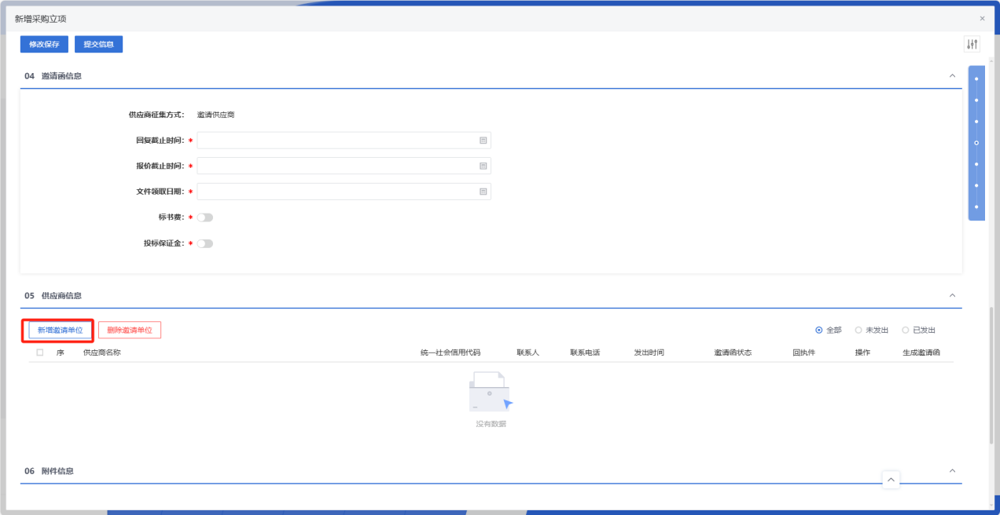 新增采购立项
修改保存 提交信息
04 邀请函信息
供应商征集方式： 邀请供应商
回复截止时间： *
报价截止时间： *
文件领取日期： *
标书费： *
投标保证金： *
05 供应商信息
新增邀请单位 删除邀请单位 全部 未发出 已发出
序 供应商名称 统一社会信用代码 联系人 联系电话 发出时间 邀请函状态 回执件 操作 生成邀请函
没有数据
06 附件信息